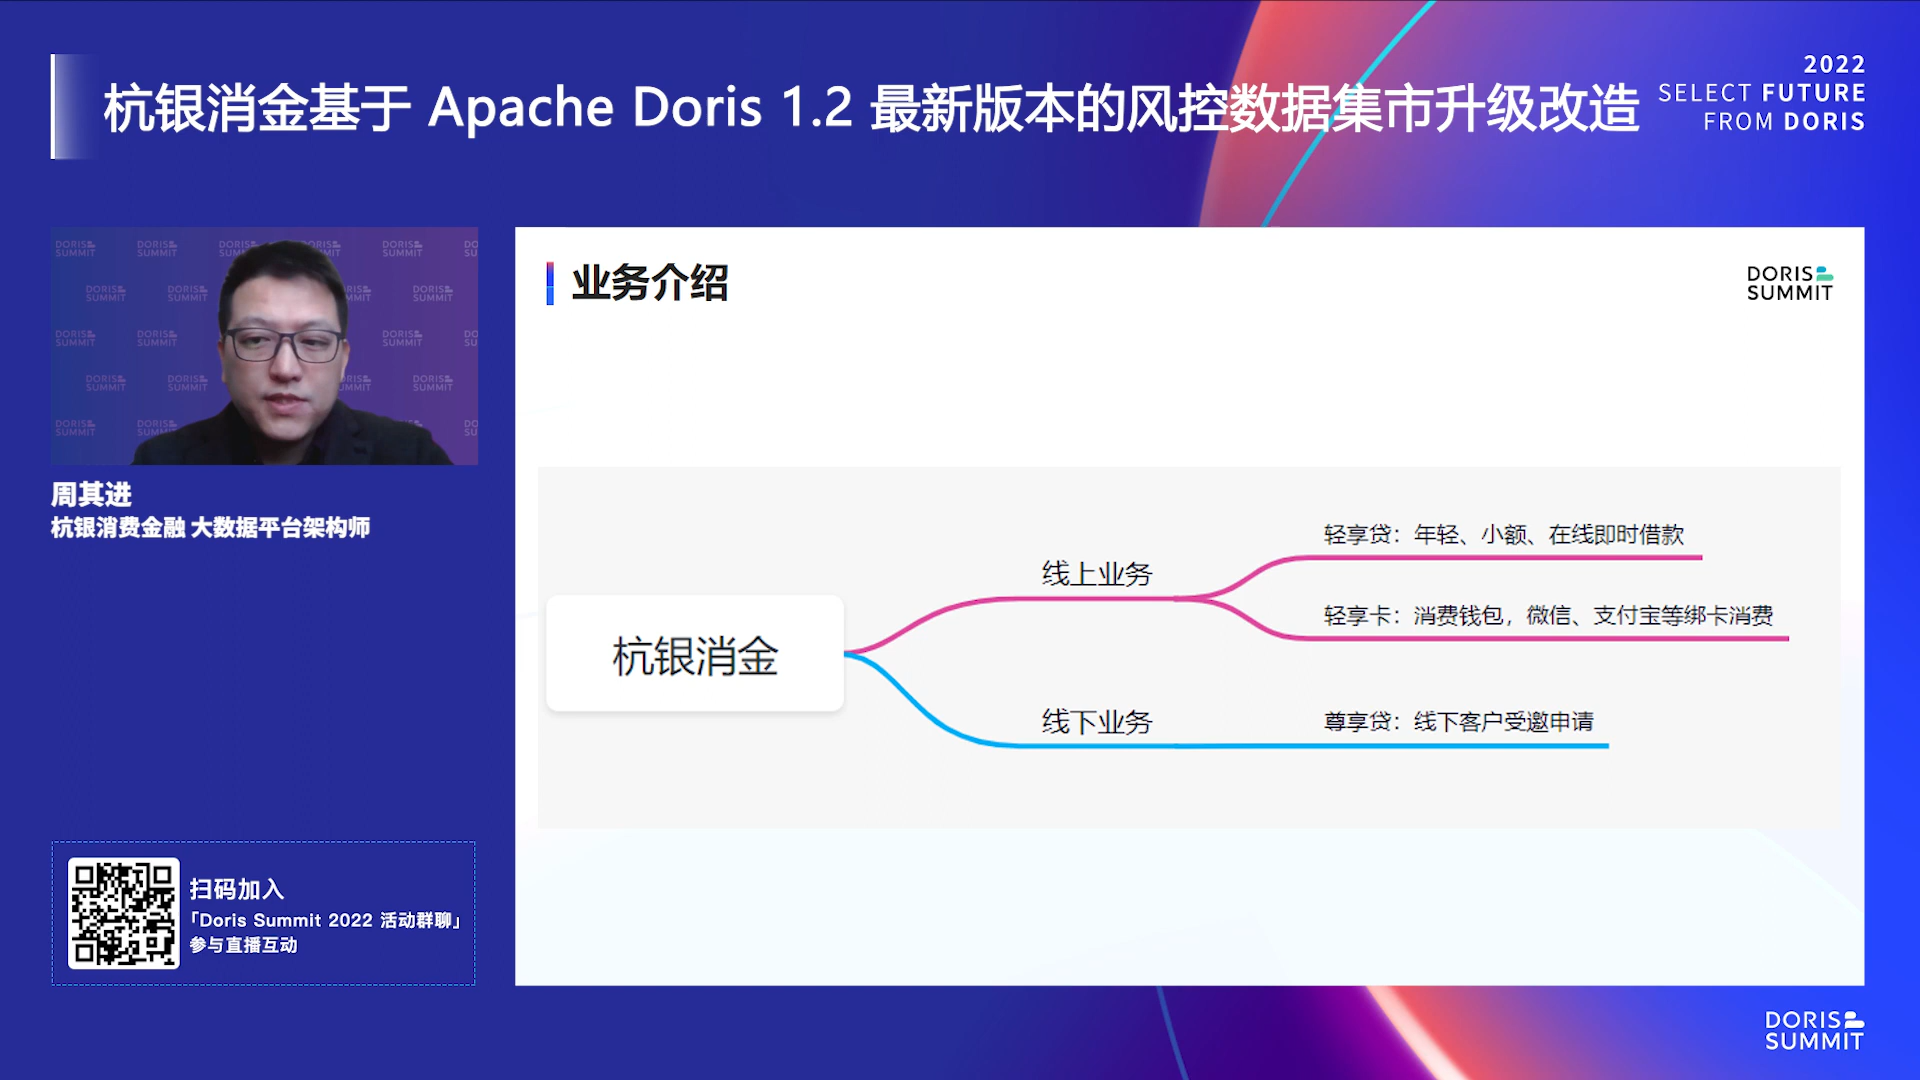 杭银消金基于 Apache Doris 1.2 最新版本的风控数据集市升级改造
2022
SELECT FUTURE
FROM DORIS
周其进
杭银消费金融 大数据平台架构师
扫码加入
「Doris Summit 2022 活动群聊」
参与直播互动
业务介绍
DORIS
SUMMIT
杭银消金
线上业务
轻享贷：年轻、小额、在线即时借款
轻享卡：消费钱包，微信、支付宝等绑卡消费
线下业务
尊享贷：线下客户受邀申请
DORIS
SUMMIT